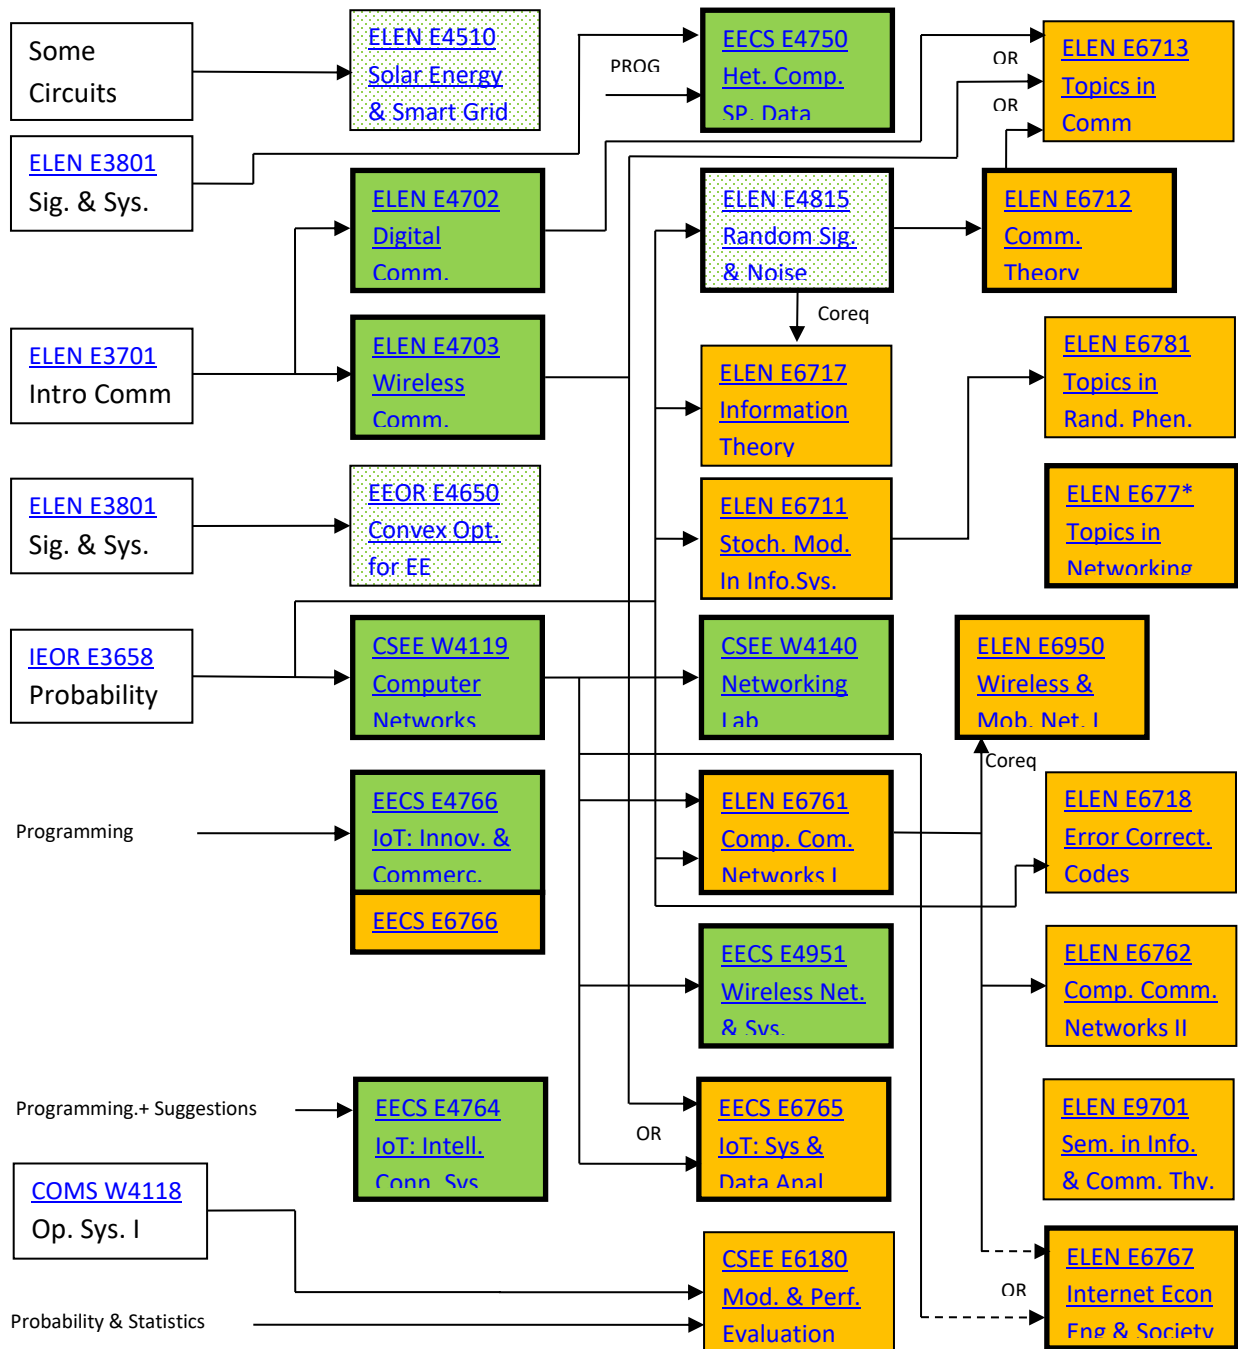 Some
Circuits
ELEN E4510
Solar Energy
& Smart Grid
PROG
EECS E4750
Het. Comp.
SP. Data
OR
OR
ELEN E6713
Topics in
Comm
ELEN E3801
Sig. & Sys.
ELEN E4702
Digital
Comm.
ELEN E4815
Random Sig.
& Noise
ELEN E6712
Comm.
Theory
Coreq
ELEN E3701
Intro Comm
ELEN E4703
Wireless
Comm.
ELEN E6717
Information
Theory
ELEN E6781
Topics in
Rand. Phen.
ELEN E3801
Sig. & Sys.
EEOR E4650
Convex Opt.
for EE
ELEN E6711
Stoch. Mod.
In Info.Sys.
ELEN E677*
Topics in
Networking
IEOR E3658
Probability
CSEE W4119
Computer
Networks
CSEE W4140
Networking
Lab
ELEN E6950
Wireless &
Mob. Net. I
Coreq
Programming
EECS E4766
IoT: Innov. &
Commerc.
EECS E6766
ELEN E6761
Comp. Com.
Networks I
ELEN E6718
Error Correct.
Codes
EECS E4951
Wireless Net.
& Sys.
ELEN E6762
Comp. Comm.
Networks II
Programming.+ Suggestions
EECS E4764
IoT: Intell.
Conn. Sys
OR
EECS E6765
IoT: Sys &
Data Anal
ELEN E9701
Sem. in Info.
& Comm. Thy.
COMS W4118
Op. Sys. I
CSEE E6180
Mod. & Perf.
Evaluation
OR
ELEN E6767
Internet Econ
Eng & Society
Probability & Statistics